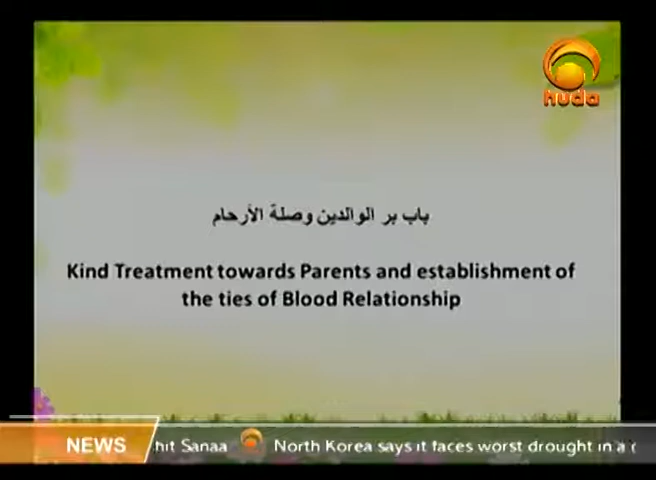 huda
باب بر الوالدين وصلة الأرحام
Kind Treatment towards Parents and establishment of
the ties of Blood Relationship
NEWS hit Sanaa North Korea says it faces worst drought in a